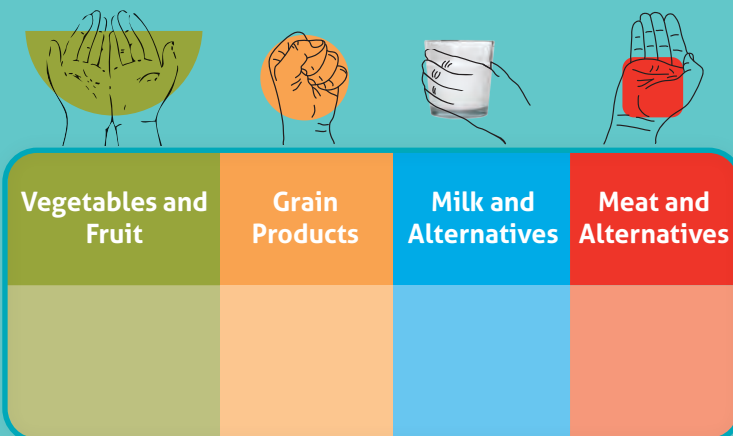 Vegetables and
Fruit
Grain
Products
Milk and
Alternatives
Meat and
Alternatives